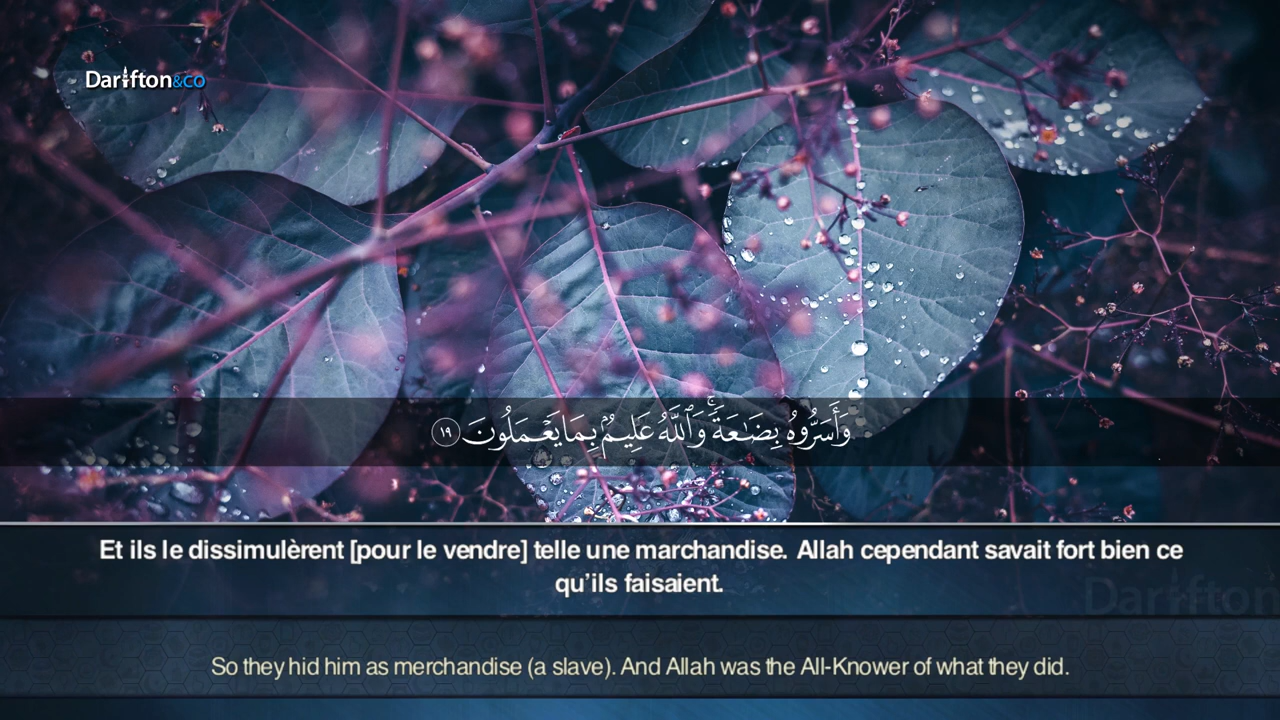 Darifton&co
وَأَسَرُّوهُ بِضَٰعَةً ۚ وَٱللَّهُ عَلِيمٌۢ بِمَا يَعْمَلُونَ ١٩
Et ils le dissimulèrent [pour le vendre] telle une marchandise. Allah cependant savait fort bien ce
qu’ils faisaient.
Darifton
So they hid him as merchandise (a slave). And Allah was the All-Knower of what they did.